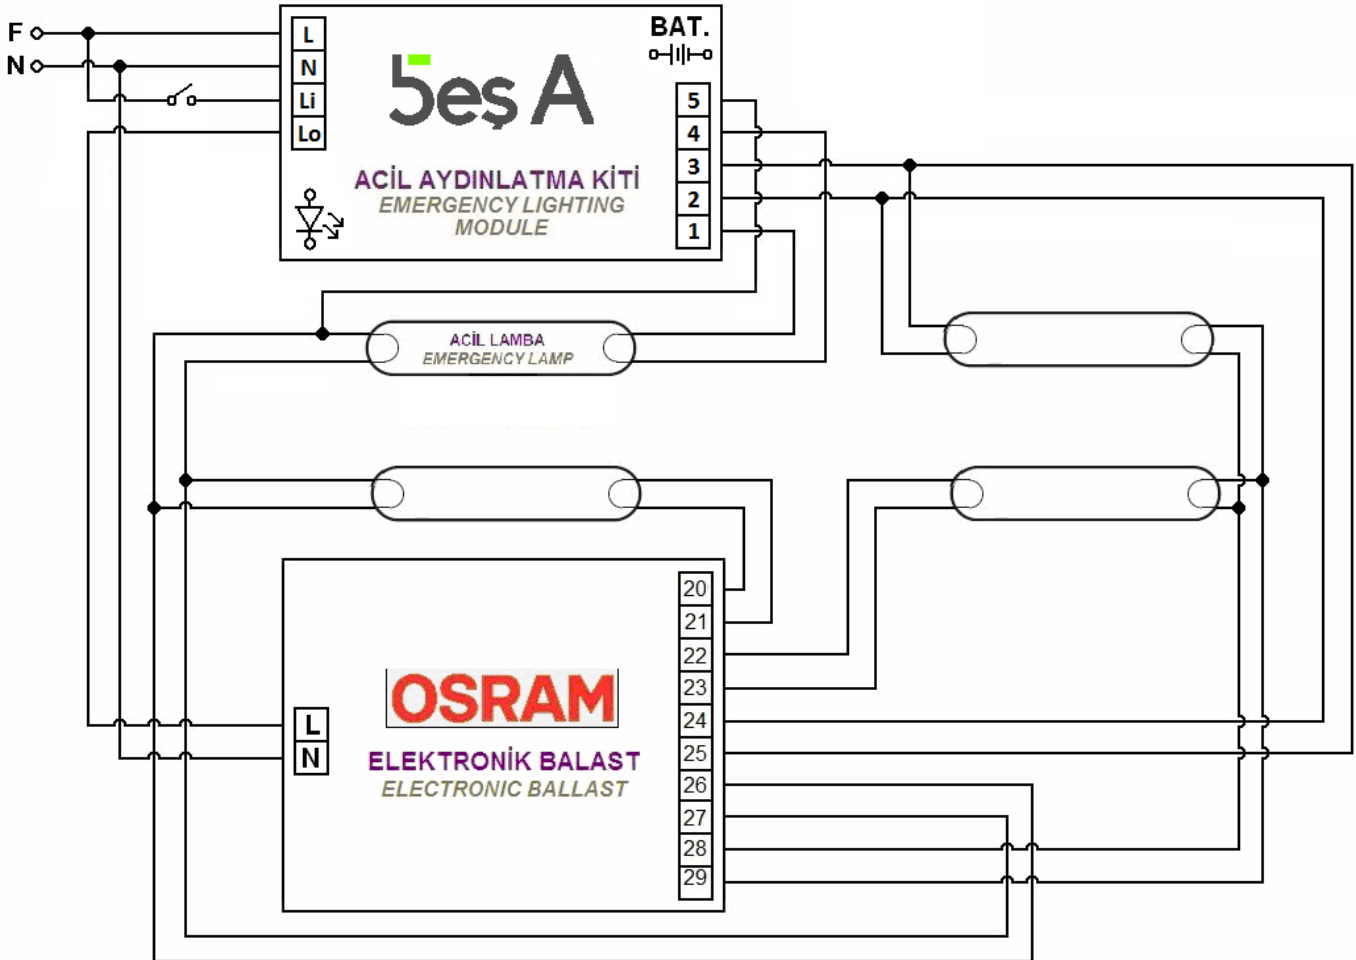 F
N
L
N
Li
Lo
beş A
BAT.
5
4
3
2
1
ACİL AYDINLATMA KİTİ
EMERGENCY LIGHTING
MODULE
ACİL LAMBA
EMERGENCY LAMP
L
N
OSRAM
ELEKTRONİK BALAST
ELECTRONIC BALLAST
20
21
22
23
24
25
26
27
28
29